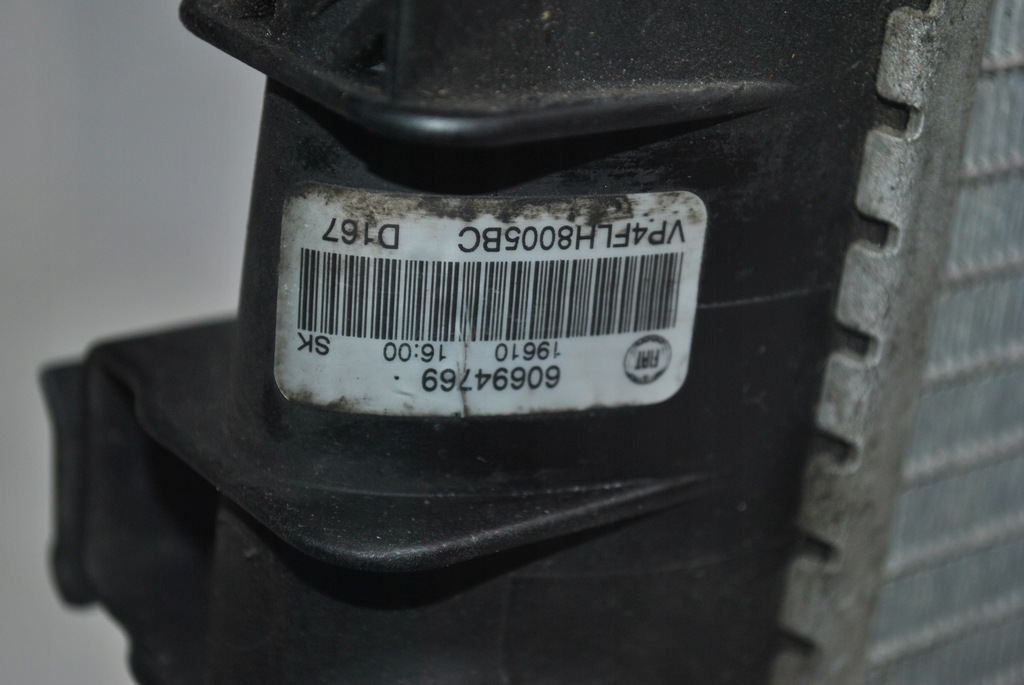 60694769
FIAT 19610 16:00 SK
VP4FLH8005BC D167